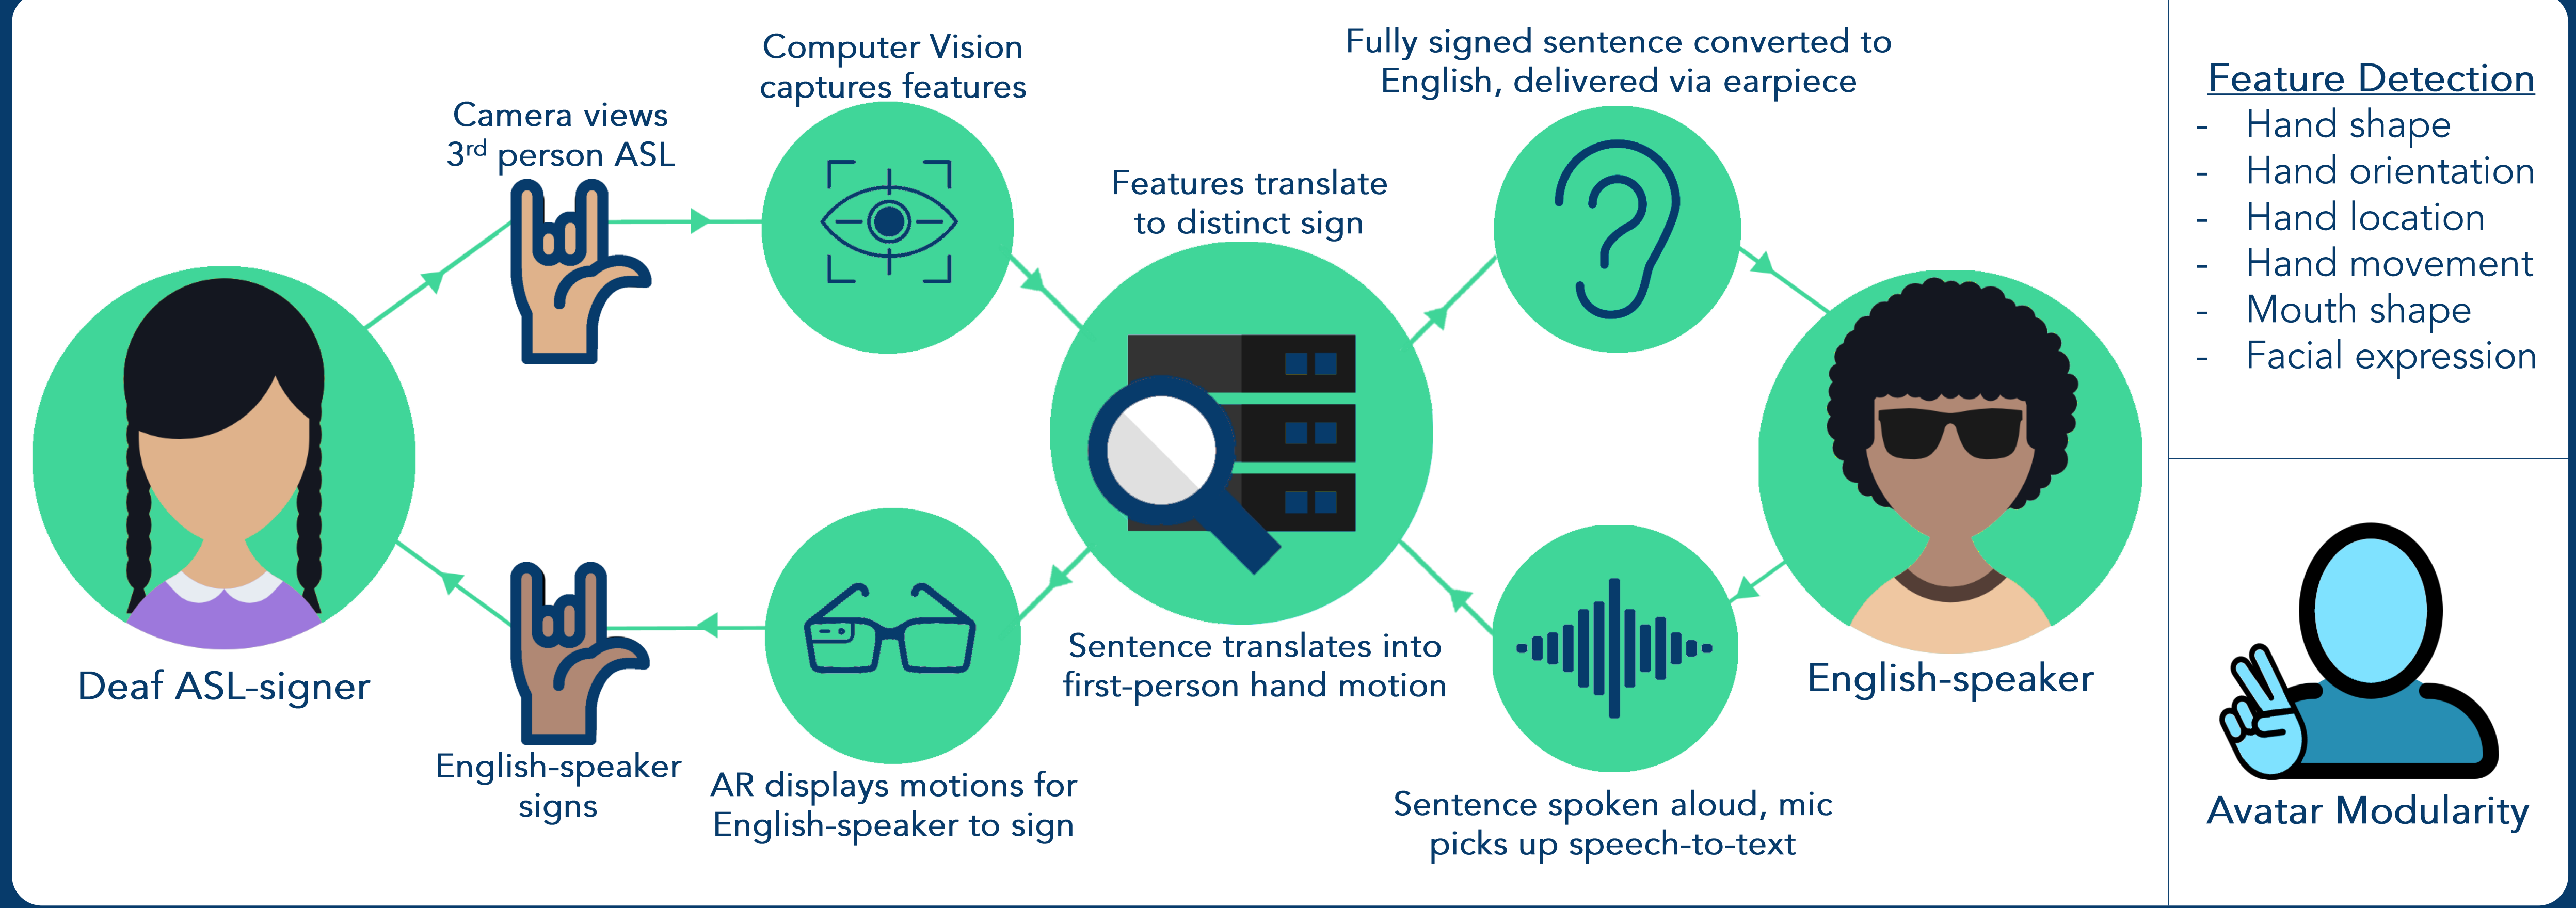 Computer Vision
captures features
Camera views
3rd person ASL
Features translate
to distinct sign
Fully signed sentence converted to
English, delivered via earpiece
Deaf ASL-signer
English-speaker
Sentence spoken aloud, mic
picks up speech-to-text
Sentence translates into
first-person hand motion
AR displays motions for
English-speaker to sign
English-speaker
signs
Feature Detection
- Hand shape
- Hand orientation
- Hand location
- Hand movement
- Mouth shape
- Facial expression
Avatar Modularity